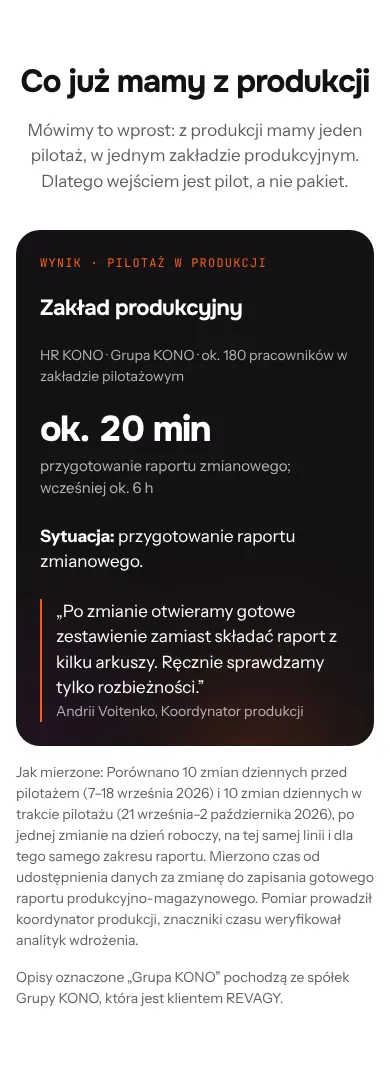 Co już mamy z produkcji
Mówimy to wprost: z produkcji mamy jeden
pilotaż, w jednym zakładzie produkcyjnym.
Dlatego wejściem jest pilot, a nie pakiet.
WYNIK · PILOTAŻ W PRODUKCJI
Zakład produkcyjny
HR KONO · Grupa KONO · ok. 180 pracowników w
zakładzie pilotażowym
ok. 20 min
przygotowanie raportu zmianowego;
wcześniej ok. 6 h
Sytuacja: przygotowanie raportu
zmianowego.
„Po zmianie otwieramy gotowe
zestawienie zamiast składać raport z
kilku arkuszy. Ręcznie sprawdzamy
tylko rozbieżności.”
Andrii Voitenko, Koordynator produkcji
Jak mierzone: Porównano 10 zmian dziennych przed
pilotażem (7–18 września 2026) i 10 zmian dziennych w
trakcie pilotażu (21 września–2 października 2026), po
jednej zmianie na dzień roboczy, na tej samej linii i dla
tego samego zakresu raportu. Mierzono czas od
udostępnienia danych za zmianę do zapisania gotowego
raportu produkcyjno-magazynowego. Pomiar prowadził
koordynator produkcji, znaczniki czasu weryfikował
analityk wdrożenia.
Opisy oznaczone „Grupa KONO” pochodzą ze spółek
Grupy KONO, która jest klientem REVAGY.